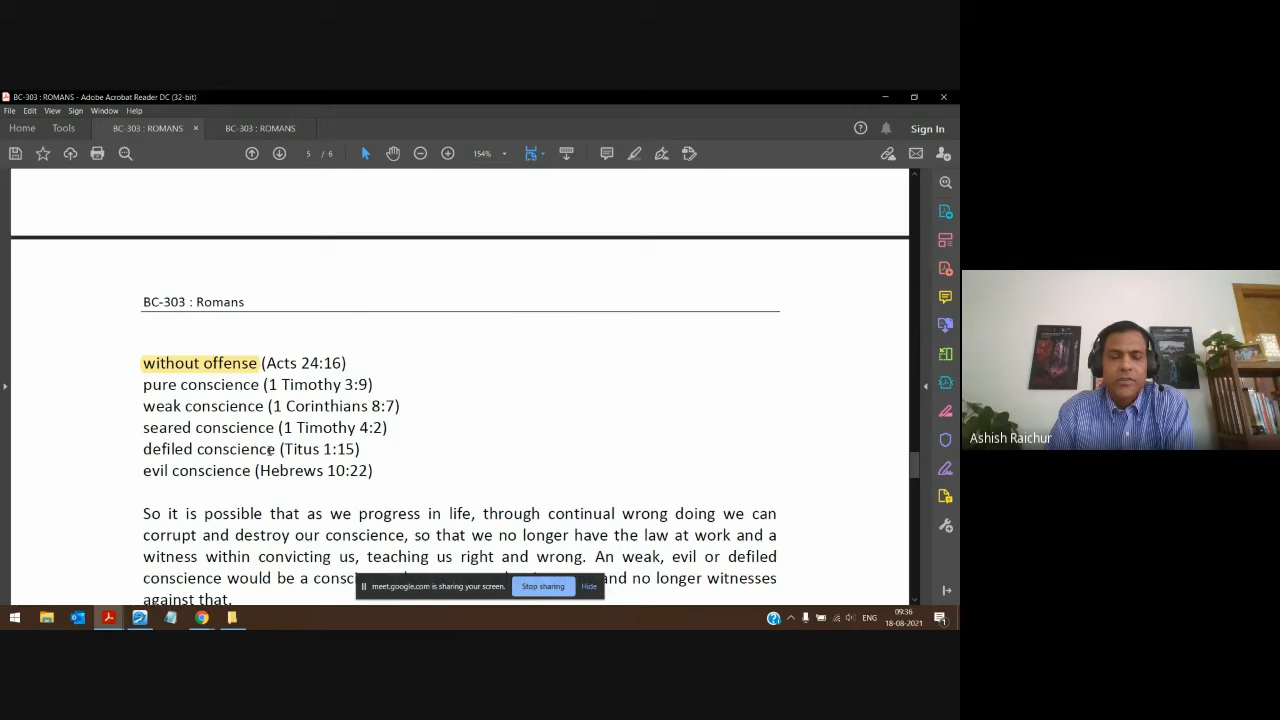 BC-303 : ROMANS - Adobe Acrobat Reader DC (32-bit)
File Edit View Sign Window Help
Home Tools BC-303 : ROMANS × BC-303 : ROMANS Sign In
5 / 6 154%
BC-303 : Romans
without offense (Acts 24:16)
pure conscience (1 Timothy 3:9)
weak conscience (1 Corinthians 8:7)
seared conscience (1 Timothy 4:2)
defiled conscience (Titus 1:15)
evil conscience (Hebrews 10:22)
So it is possible that as we progress in life, through continual wrong doing we can
corrupt and destroy our conscience, so that we no longer have the law at work and a
witness within convicting us, teaching us right and wrong. An weak, evil or defiled
conscience would be a and no longer witnesses
against that.
meet.google.com is sharing your screen. Stop sharing Hide
ENG 09:36
18-08-2021
Ashish Raichur